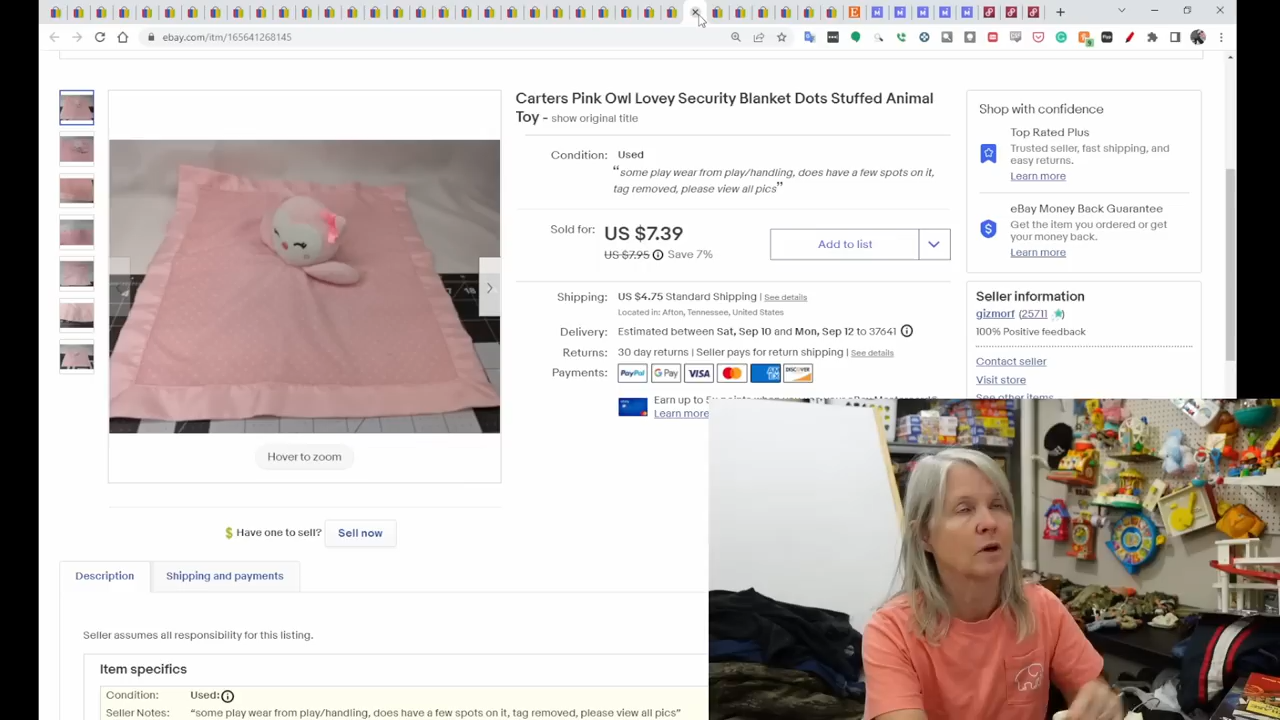 ebay.com/itm/165641268145
Carters Pink Owl Lovey Security Blanket Dots Stuffed Animal
Toy - show original title
Condition: Used
“some play wear from play/handling, does have a few spots on it,
tag removed, please view all pics”
Sold for: US $7.39
US $7.95 Save 7%
Add to list
Shipping: US $4.75 Standard Shipping | See details
Located in: Afton, Tennessee, United States
Delivery: Estimated between Sat, Sep 10 and Mon, Sep 12 to 37641
Returns: 30 day returns | Seller pays for return shipping | See details
Payments: PayPal G Pay VISA DISCOVER
Learn more
Shop with confidence
Top Rated Plus
Trusted seller, fast shipping, and
easy returns.
Learn more
eBay Money Back Guarantee
Get the item you ordered or get
your money back.
Learn more
Seller information
gizmorf (25711)
100% Positive feedback
Contact seller
Visit store
Hover to zoom
Have one to sell? Sell now
Description
Shipping and payments
Seller assumes all responsibility for this listing.
Item specifics
Condition: Used:
Seller Notes: “some play wear from play/handling, does have a few spots on it, tag removed, please view all pics”